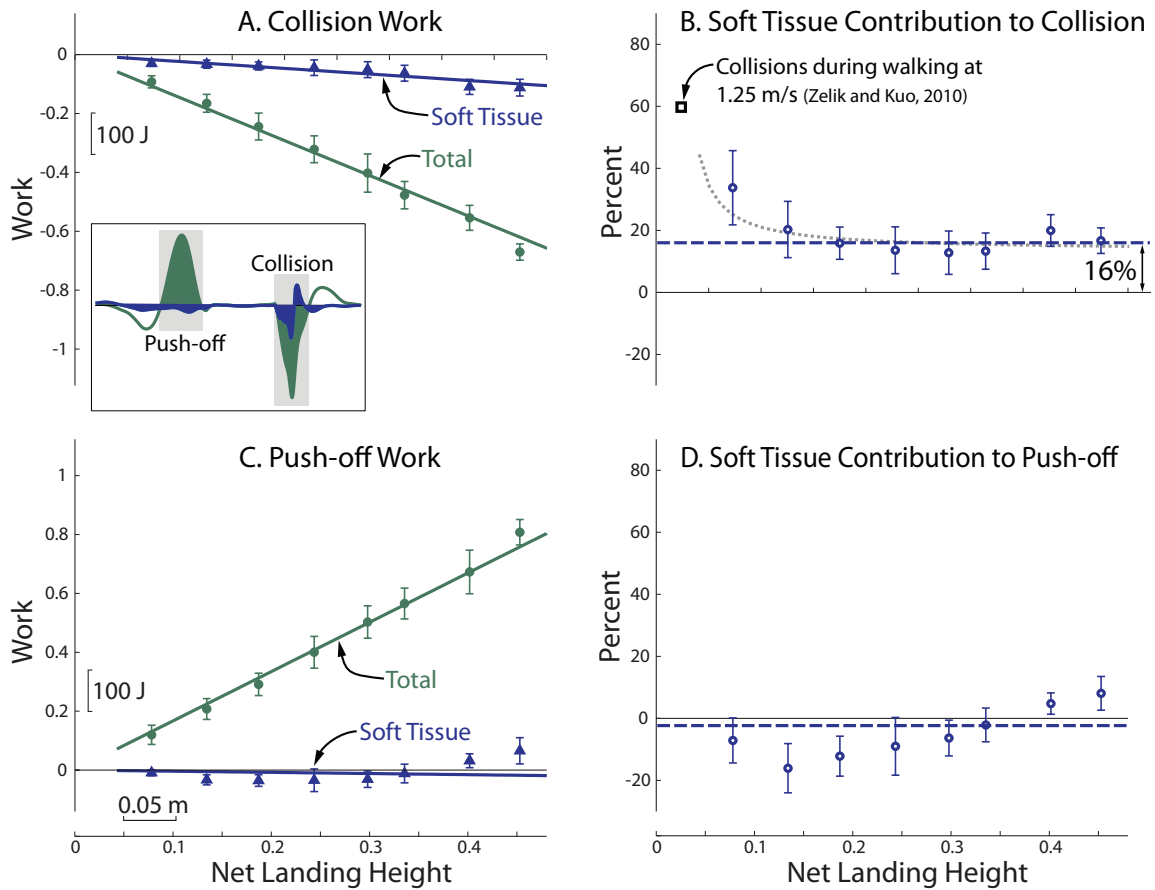 A. Collision Work
0
-0.2
-0.4
-0.6
-0.8
-1
Work
100 J
Soft Tissue
Total
Collision
Push-off
B. Soft Tissue Contribution to Collision
80
60
40
20
0
-20
Percent
Collisions during walking at
1.25 m/s (Zelik and Kuo, 2010)
16%
C. Push-off Work
1
0.8
0.6
0.4
0.2
0
Work
100 J
Total
Soft Tissue
0.05 m
0
0.1
0.2
0.3
0.4
Net Landing Height
D. Soft Tissue Contribution to Push-off
80
60
40
20
0
-20
Percent
0
0.1
0.2
0.3
0.4
Net Landing Height